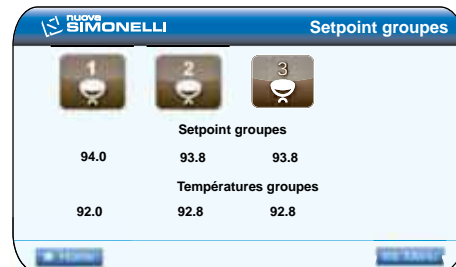 nuova
SIMONELLI
Setpoint groupes
1 2 3
Setpoint groupes
94.0 93.8 93.8
Températures groupes
92.0 92.8 92.8
Home